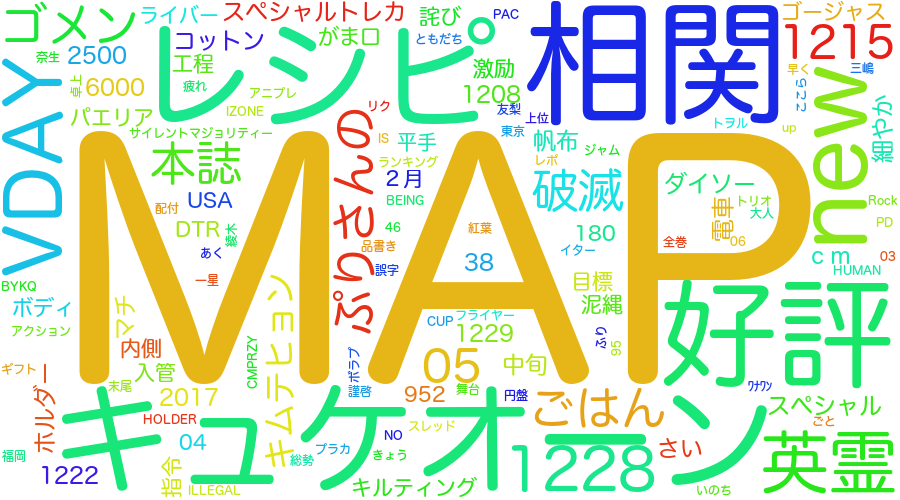 ゴメン
ライバー
スペシャルトレカ
詫び
PAC
ゴージャス
奈生
2500
コットン
がま口
ともだち
レシピ
相関
1215
卓上
6000
工程
疲れ
アニプレ
激励
1208
早く
三嶋
ここら
VDAY
パエリア
IZONE
リク
友梨
上位
トヲル
up
new
細やか
サイレントマジョリティー
ぷりさんの
IS
平手
東京
帆布
ジャム
本誌
ランキング
レポ
MAP
USA
2月
破滅
ダイソー
Rock
配付
BEING
トリオ
大人
電車
PD
DTR
綾木
46
紅葉
180
あく
品書き
イター
全巻
06
cm
03
一星
誤字
38
HUMAN
BYKQ
ボディ
マチ
キムテヒョン
目標
泥縄
アクション
CUP
フライヤー
1229
ふり
95
好評
内側
CMPRZY
ポラプ
05
中旬
ギフト
ホルダー
入管
末尾
2017
謹啓
952
舞台
円盤
ワナワン
キュケオーン
ごはん
スペシャル
HOLDER
スレッド
ごと
福岡
04
総勢
プラカ
NO
きょう
1228
さい
英霊
1222
指令
ILLEGAL
キルティング
いのち